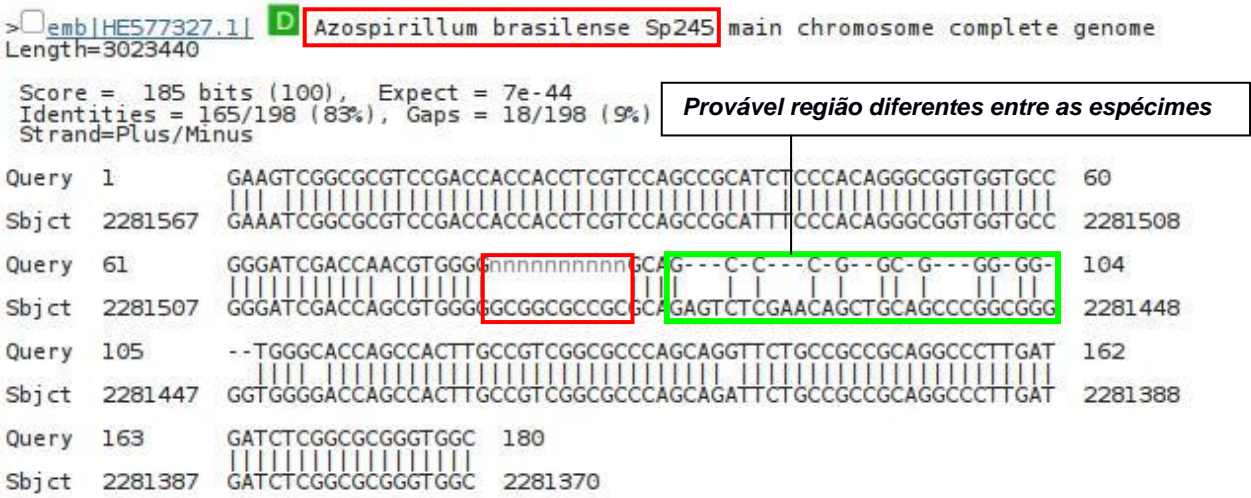 >emb|HE577327.1| D Azospirillum brasilense Sp245 main chromosome complete genome
Length=3023440
Score = 185 bits (100), Expect = 7e-44
Identities = 165/198 (83%), Gaps = 18/198 (9%)
Strand=Plus/Minus
Provável região diferentes entre as espécimes
Query 1 GAAGTCGGCGCGTCCGACCACCACCTCGTCCAGCCGCATCTCCCACAGGGCGGTGGTGCC 60
Sbjct 2281567 GAAATCGGCGCGTCCGACCACCACCTCGTCCAGCCGCATTTCCCACAGGGCGGTGGTGCC 2281508
Query 61 GGGATCGACCAACGTGGGGnnnnnnnnnnGCAG---C-C---C-G--GC-G---GG-GG- 104
Sbjct 2281507 GGGATCGACCAACGTGGGGGCGGCGCCGCGCAGAGTCTCGAACAGCTGCAGCCCGGCGGG 2281448
Query 105 --TGGGCACCAGCCACTTGCCGTCGGCGCCCAGCAGGTTCTGCCGCCGCAGGCCCTTGAT 162
Sbjct 2281447 GGTGGGGACCAGCCACTTGCCGTCGGCGCCCAGCAGATTCTGCCGCCGCAGGCCCTTGAT 2281388
Query 163 GATCTCGGCGCGGGTGGC 180
Sbjct 2281387 GATCTCGGCGCGGGTGGC 2281370